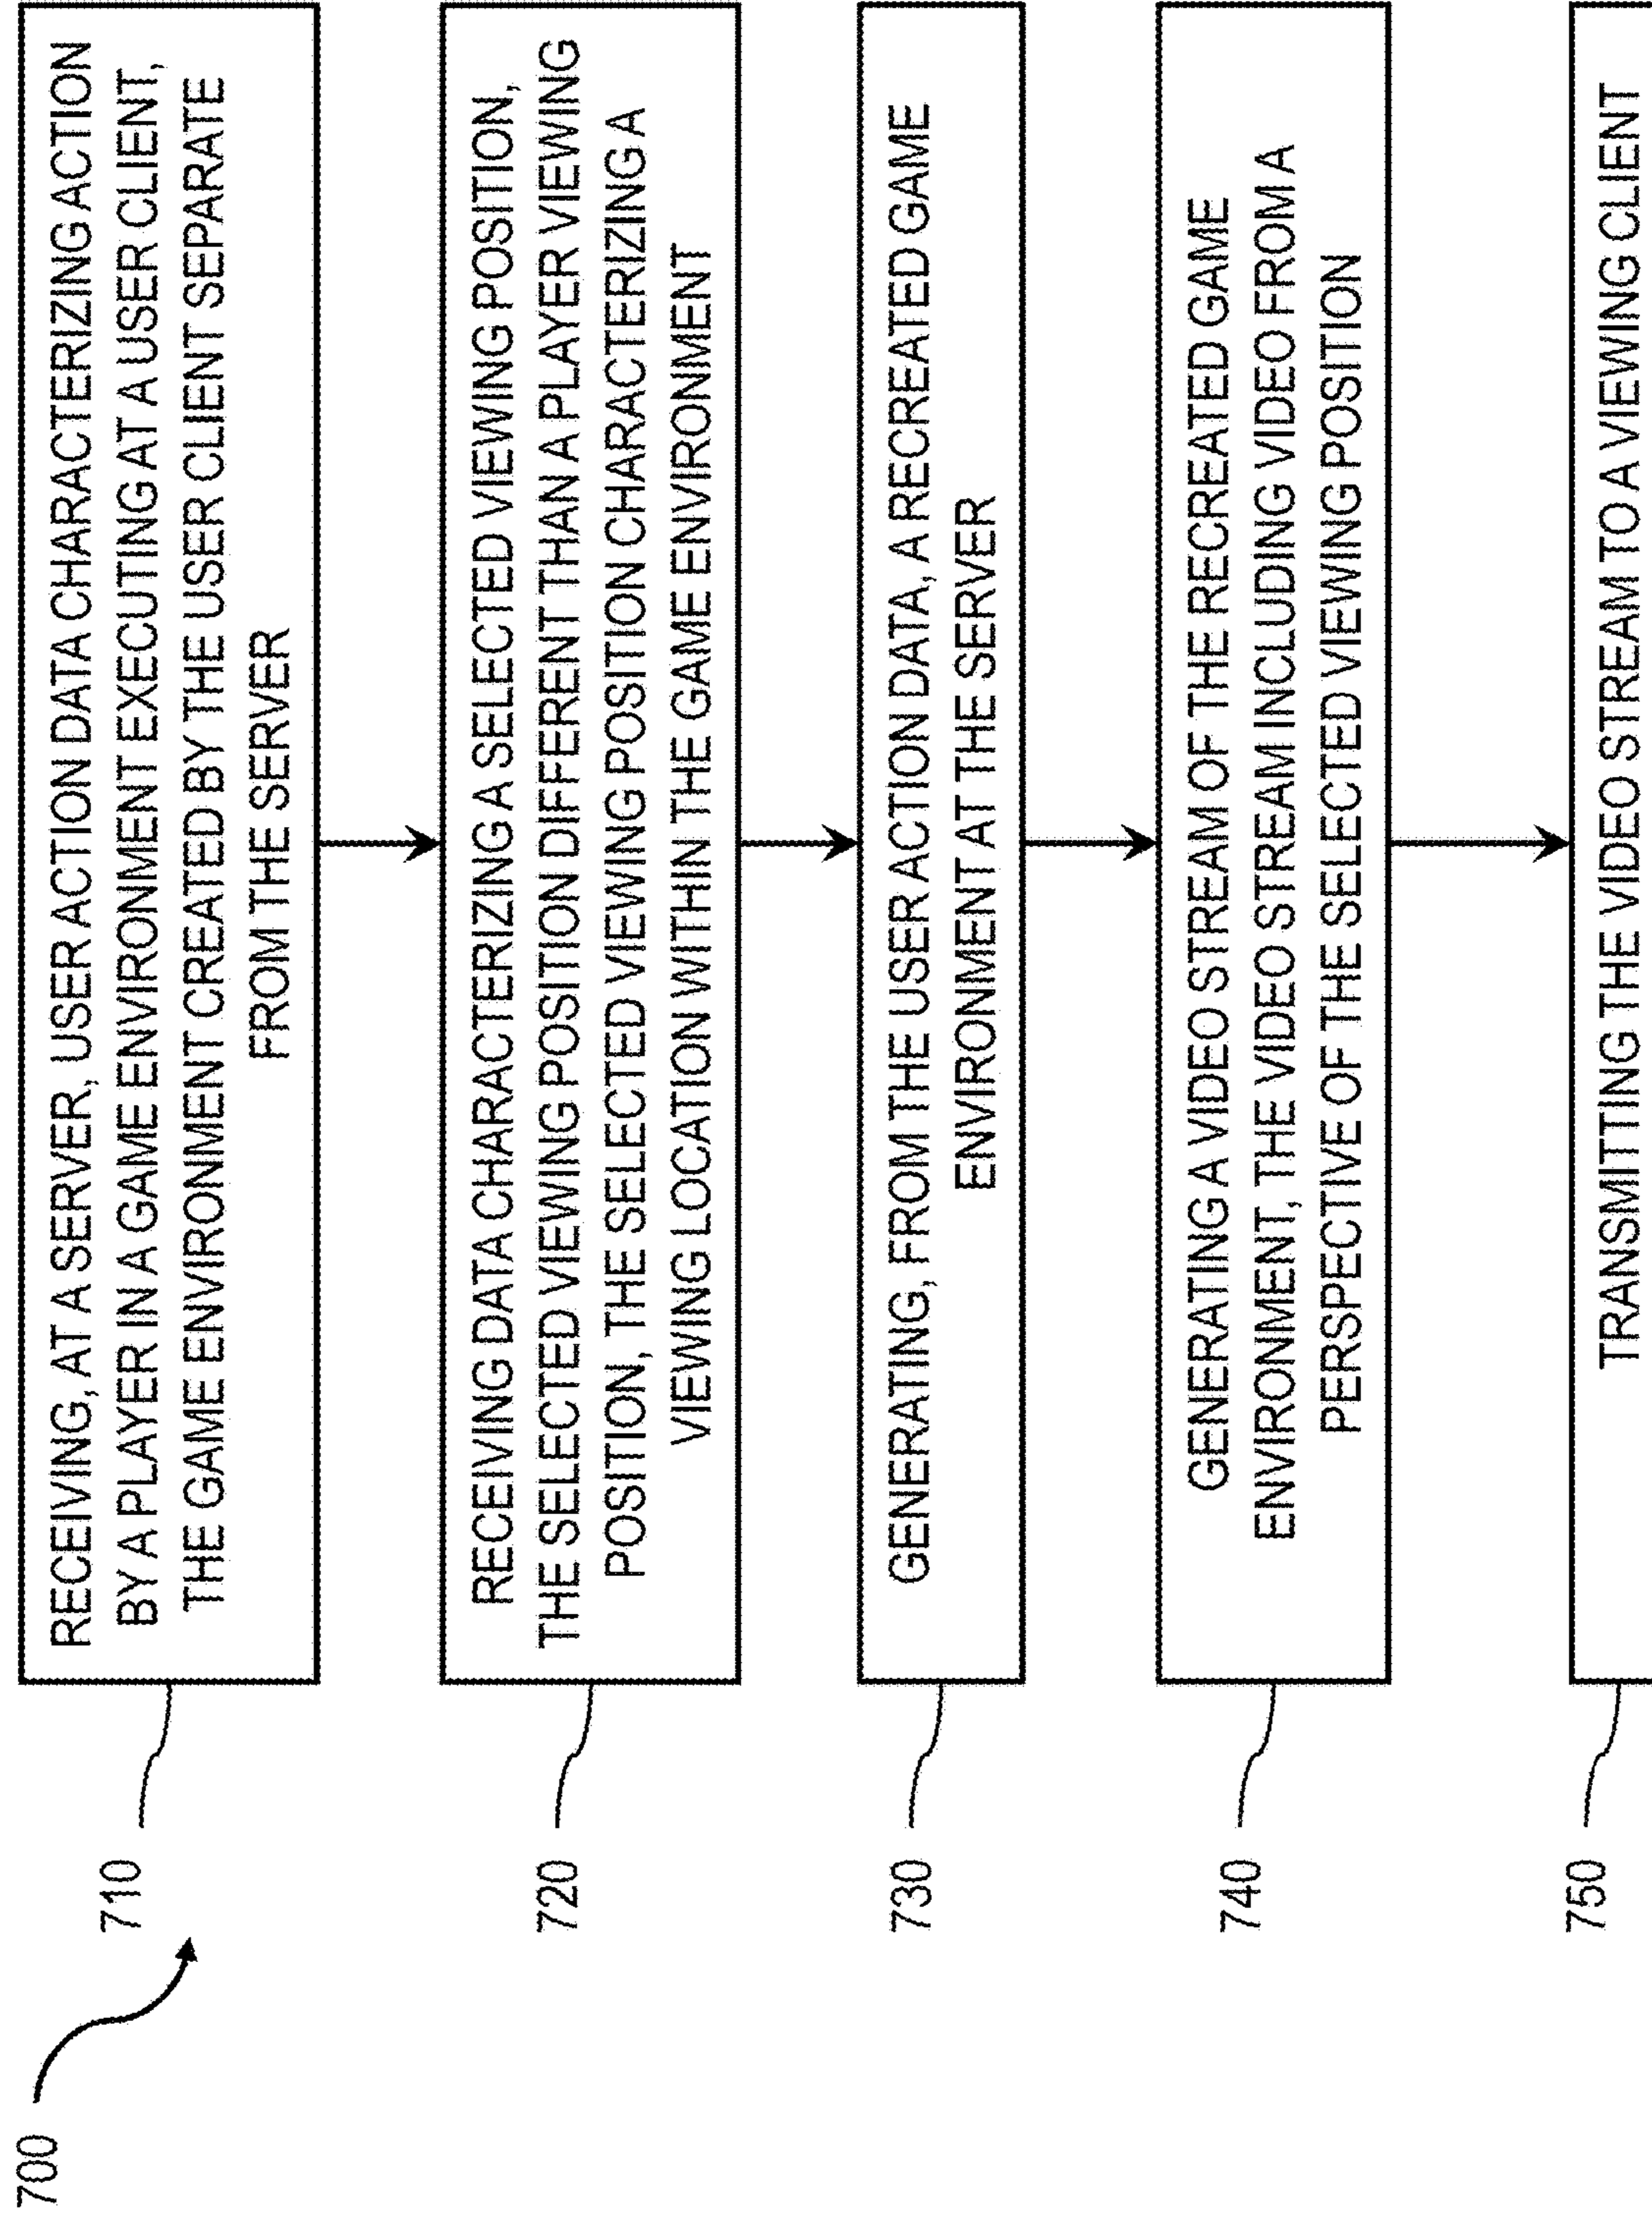 700
710
RECEIVING, AT A SERVER, USER ACTION DATA CHARACTERIZING ACTION
BY A PLAYER IN A GAME ENVIRONMENT EXECUTING AT A USER CLIENT,
THE GAME ENVIRONMENT CREATED BY THE USER CLIENT SEPARATE
FROM THE SERVER
720
RECEIVING DATA CHARACTERIZING A SELECTED VIEWING POSITION,
THE SELECTED VIEWING POSITION DIFFERENT THAN A PLAYER VIEWING
POSITION, THE SELECTED VIEWING POSITION CHARACTERIZING A
VIEWING LOCATION WITHIN THE GAME ENVIRONMENT
730
GENERATING, FROM THE USER ACTION DATA, A RECREATED GAME
ENVIRONMENT AT THE SERVER
740
GENERATING A VIDEO STREAM OF THE RECREATED GAME
ENVIRONMENT, THE VIDEO STREAM INCLUDING VIDEO FROM A
PERSPECTIVE OF THE SELECTED VIEWING POSITION
750
TRANSMITTING THE VIDEO STREAM TO A VIEWING CLIENT